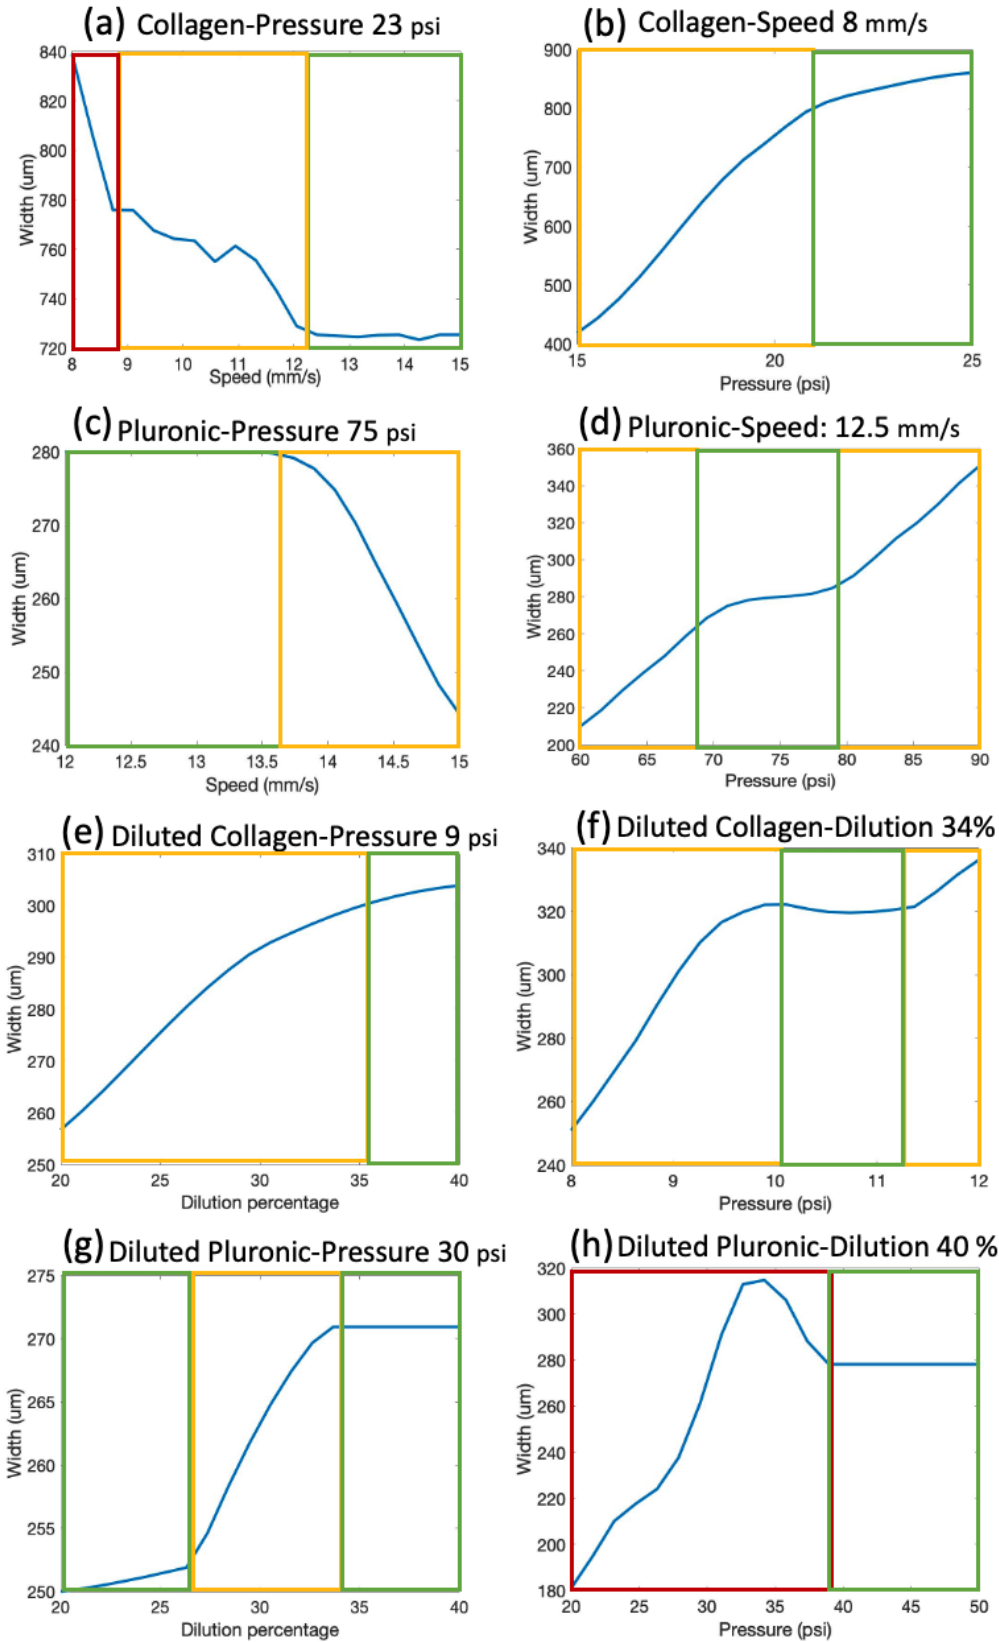 (a) Collagen-Pressure 23 psi
840
820
800
780
760
740
720
Width (um)
8 9 10 11 12 13 14 15
Speed (mm/s)
(b) Collagen-Speed 8 mm/s
900
800
700
600
500
400
Width (um)
15 20 25
Pressure (psi)
(c) Pluronic-Pressure 75 psi
280
270
260
250
240
Width (um)
12 12.5 13 13.5 14 14.5 15
Speed (mm/s)
(d) Pluronic-Speed: 12.5 mm/s
360
340
320
300
280
260
240
220
200
Width (um)
60 65 70 75 80 85 90
Pressure (psi)
(e) Diluted Collagen-Pressure 9 psi
310
300
290
280
270
260
250
Width (um)
20 25 30 35 40
Dilution percentage
(f) Diluted Collagen-Dilution 34%
340
320
300
280
260
240
Width (um)
8 9 10 11 12
Pressure (psi)
(g) Diluted Pluronic-Pressure 30 psi
275
270
265
260
255
250
Width (um)
20 25 30 35 40
Dilution percentage
(h) Diluted Pluronic-Dilution 40 %
320
300
280
260
240
220
200
180
Width (um)
20 25 30 35 40 45 50
Pressure (psi)